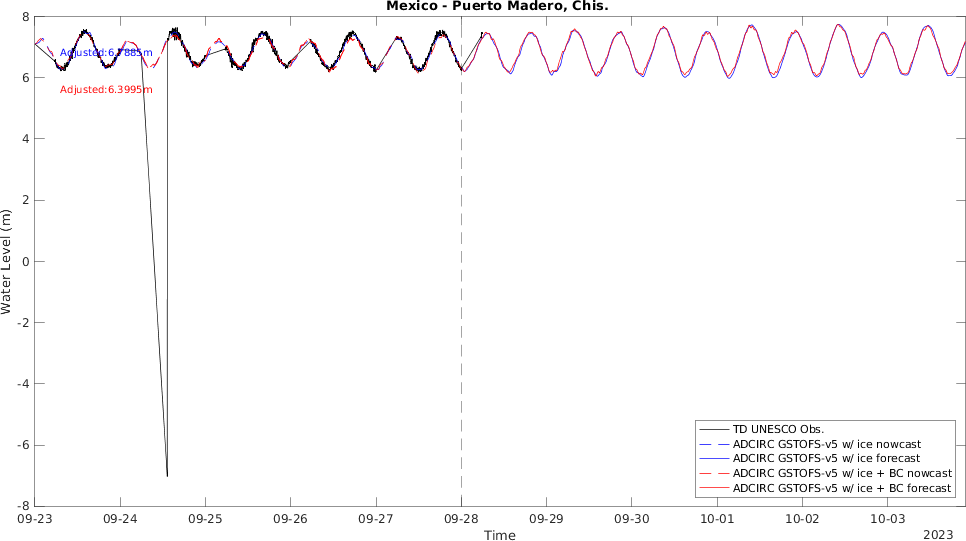 Mexico - Puerto Madero, Chis.
8
6
4
2
0
-2
-4
-6
-8
Water Level (m)
Adjusted:6.3995m
TD UNESCO Obs.
ADCIRC GSTOFS-v5 w/ ice nowcast
ADCIRC GSTOFS-v5 w/ ice forecast
ADCIRC GSTOFS-v5 w/ ice + BC nowcast
ADCIRC GSTOFS-v5 w/ ice + BC forecast
09-23 09-24 09-25 09-26 09-27 09-28 09-29 09-30 10-01 10-02 10-03
Time
2023